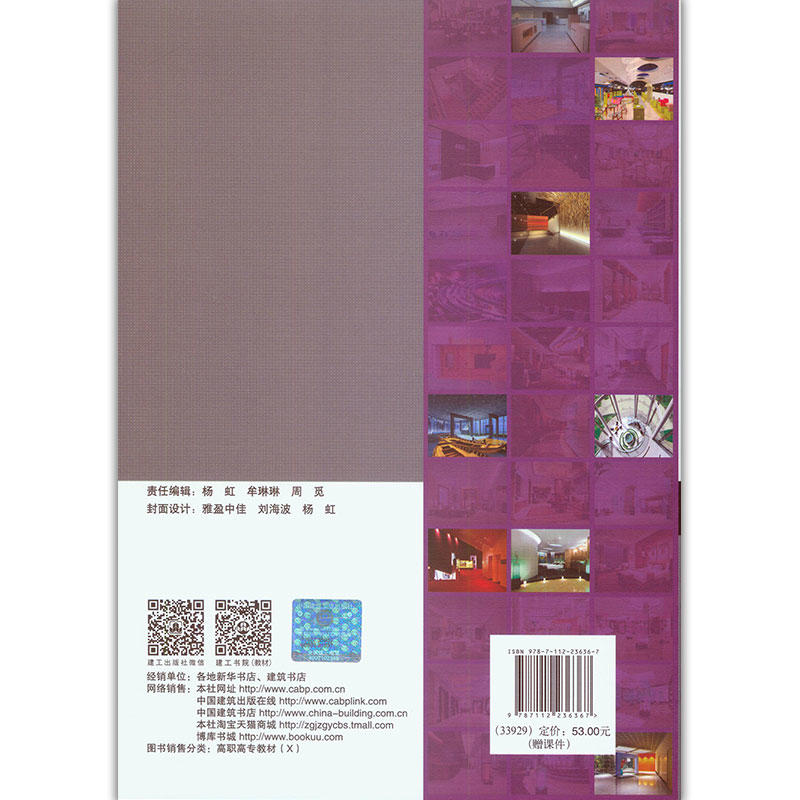 责任编辑：杨　虹　牟琳琳　周　觅
封面设计：雅盈中佳　刘海波　杨　虹
建工出版社微信　建工书院(教材)
经销单位：各地新华书店、建筑书店
网络销售：本社网址 http://www.cabp.com.cn
中国建筑出版在线 http://www.cabplink.com
中国建筑书店 http://www.china-building.com.cn
本社淘宝天猫商城 http://zgjzgycbs.tmall.com
博库书城 http://www.bookuu.com
图书销售分类：高职高专教材（X）
ISBN 978-7-112-23636-7
9 787112 236367 >
(33929) 定价：53.00元
(赠课件)